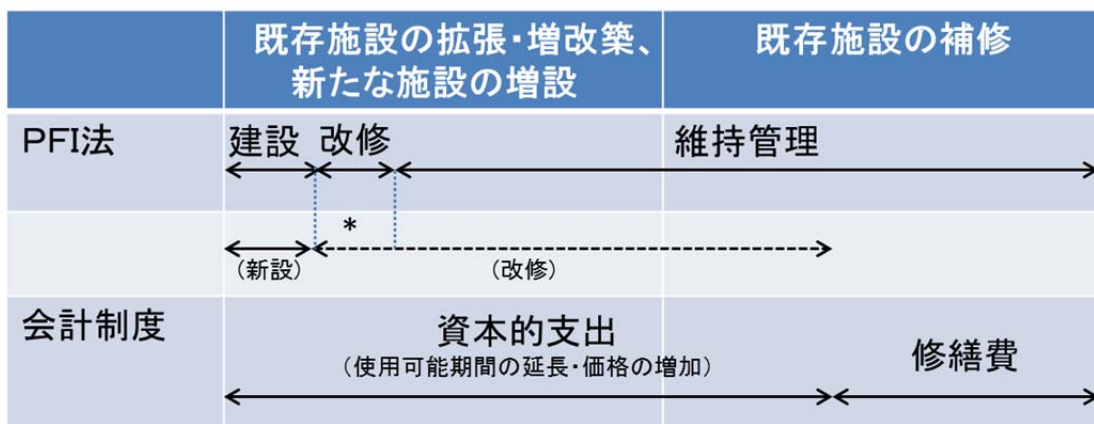 既存施設の拡張・増改築、
新たな施設の増設
既存施設の補修
PFI法
建設
改修
維持管理
*
(新設)
(改修)
会計制度
資本的支出
(使用可能期間の延長・価格の増加)
修繕費